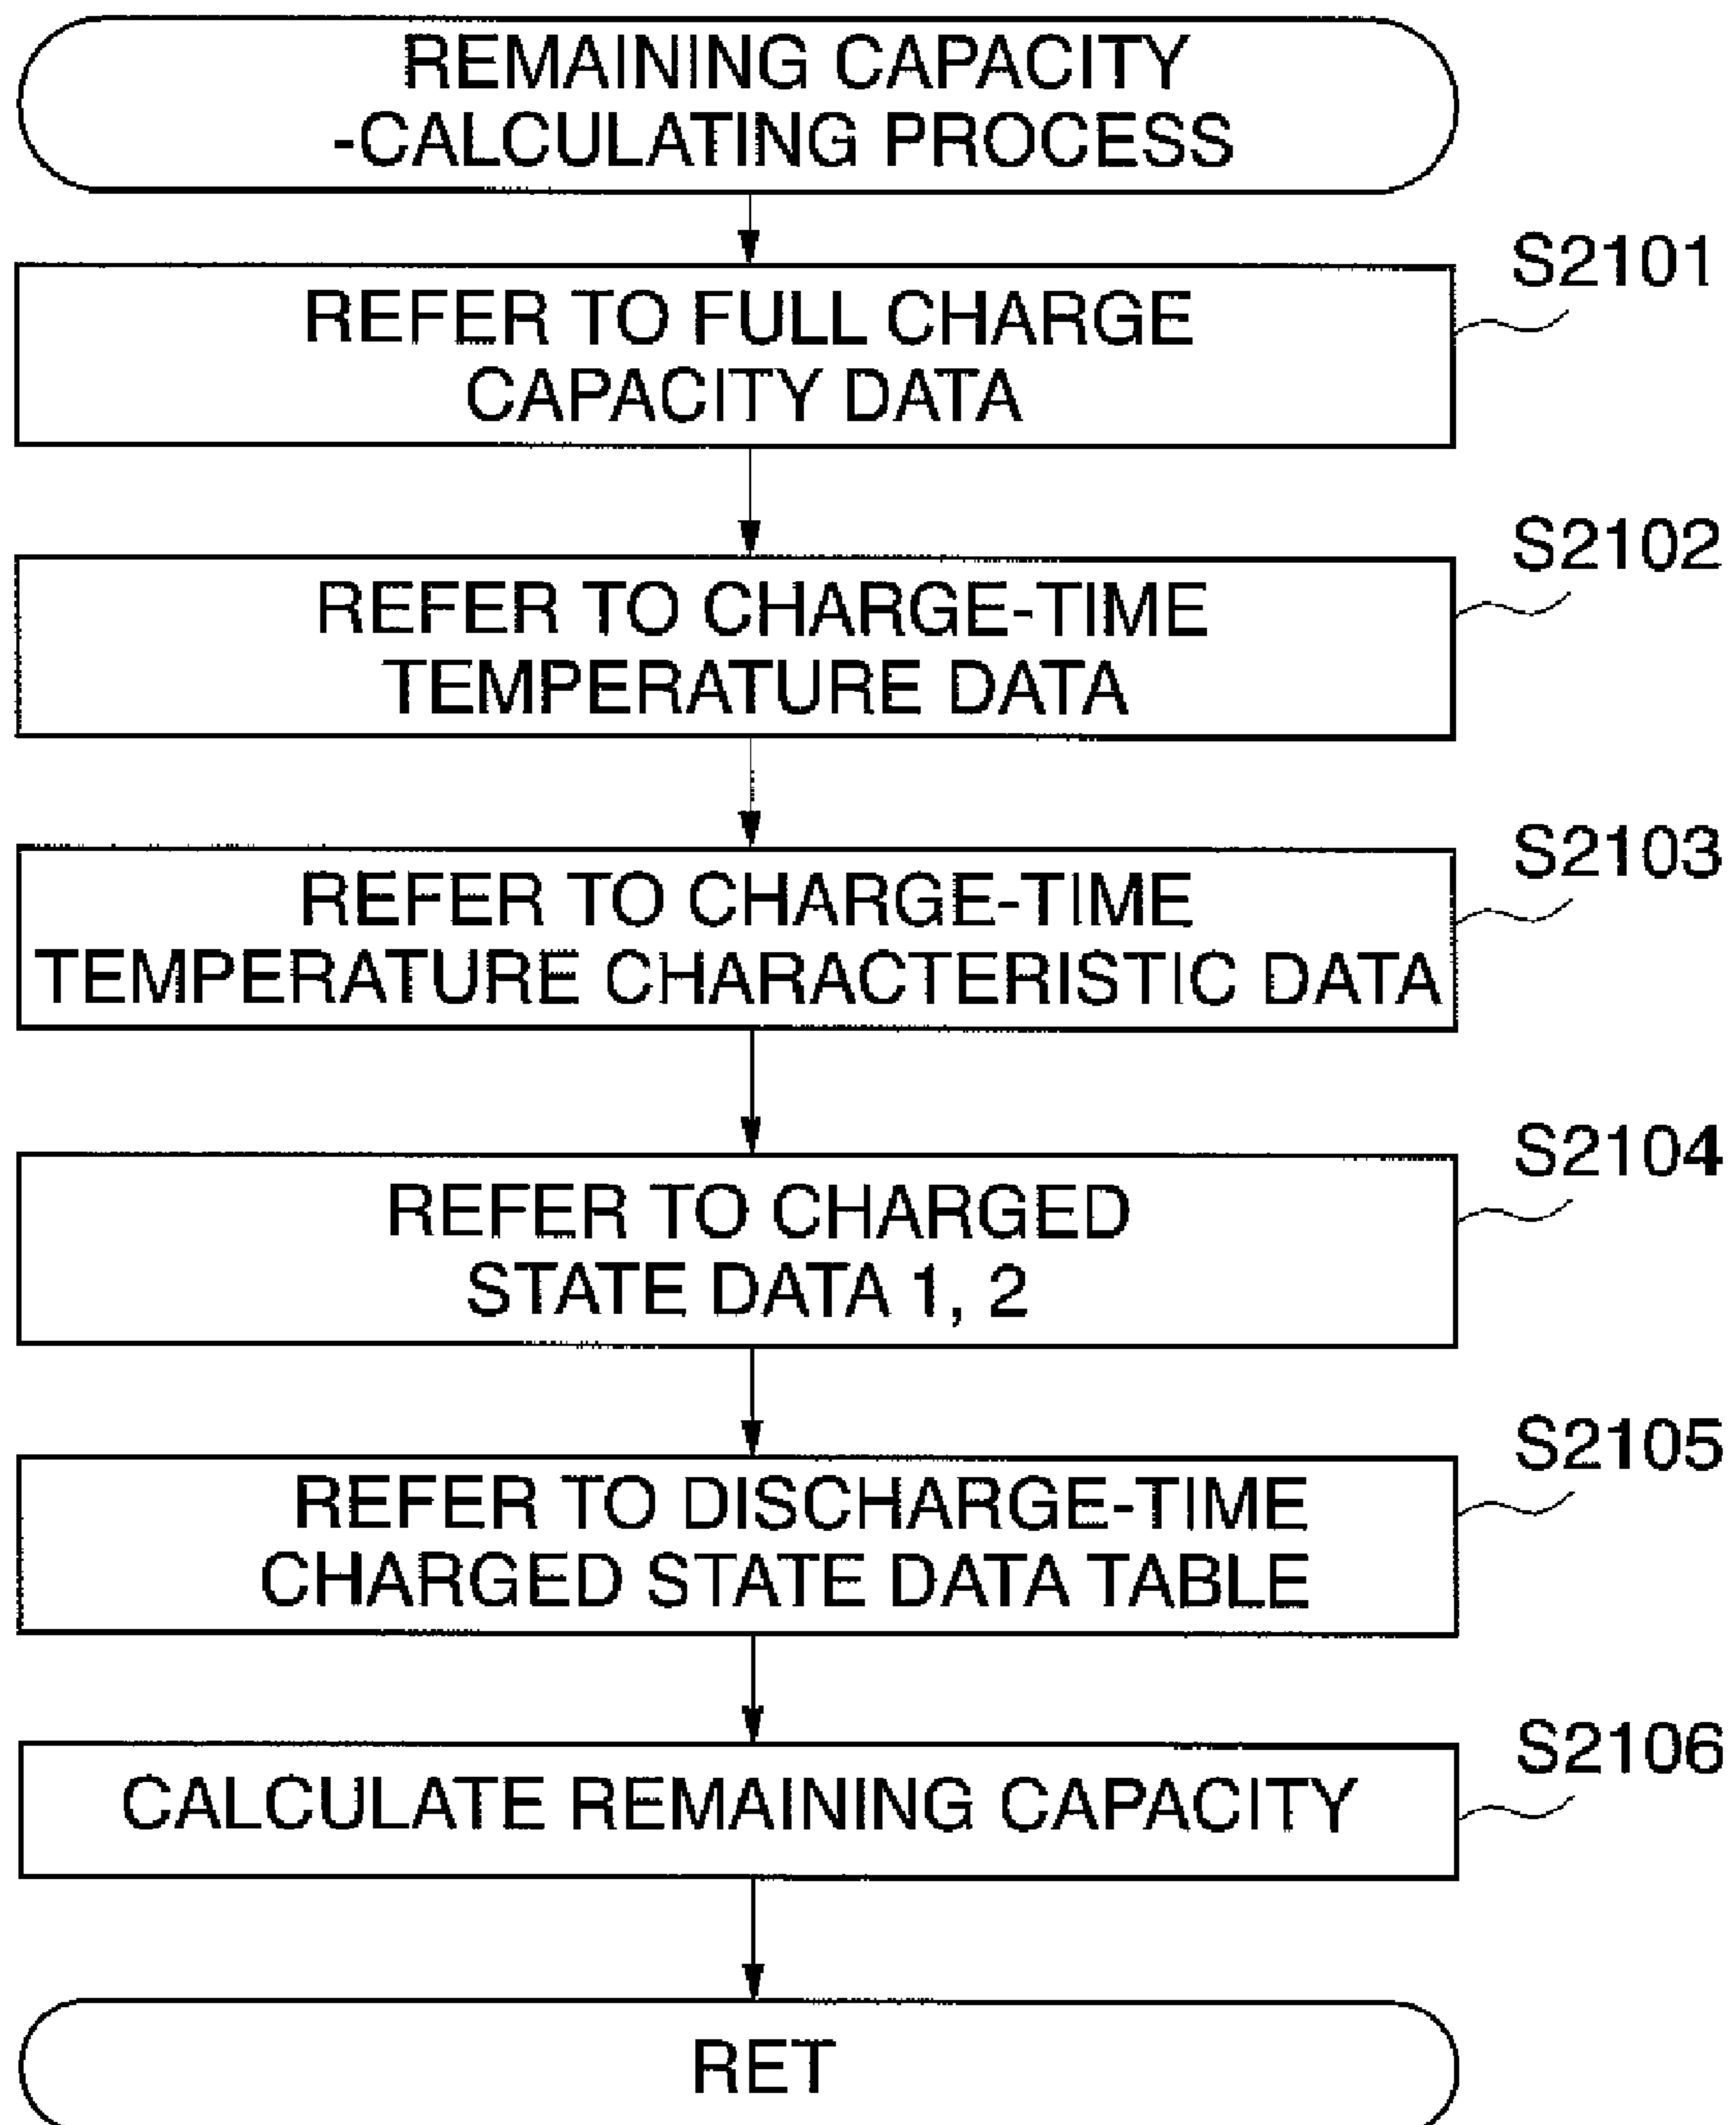 REMAINING CAPACITY
-CALCULATING PROCESS
S2101
REFER TO FULL CHARGE
CAPACITY DATA
S2102
REFER TO CHARGE-TIME
TEMPERATURE DATA
S2103
REFER TO CHARGE-TIME
TEMPERATURE CHARACTERISTIC DATA
S2104
REFER TO CHARGED
STATE DATA 1, 2
S2105
REFER TO DISCHARGE-TIME
CHARGED STATE DATA TABLE
S2106
CALCULATE REMAINING CAPACITY
RET